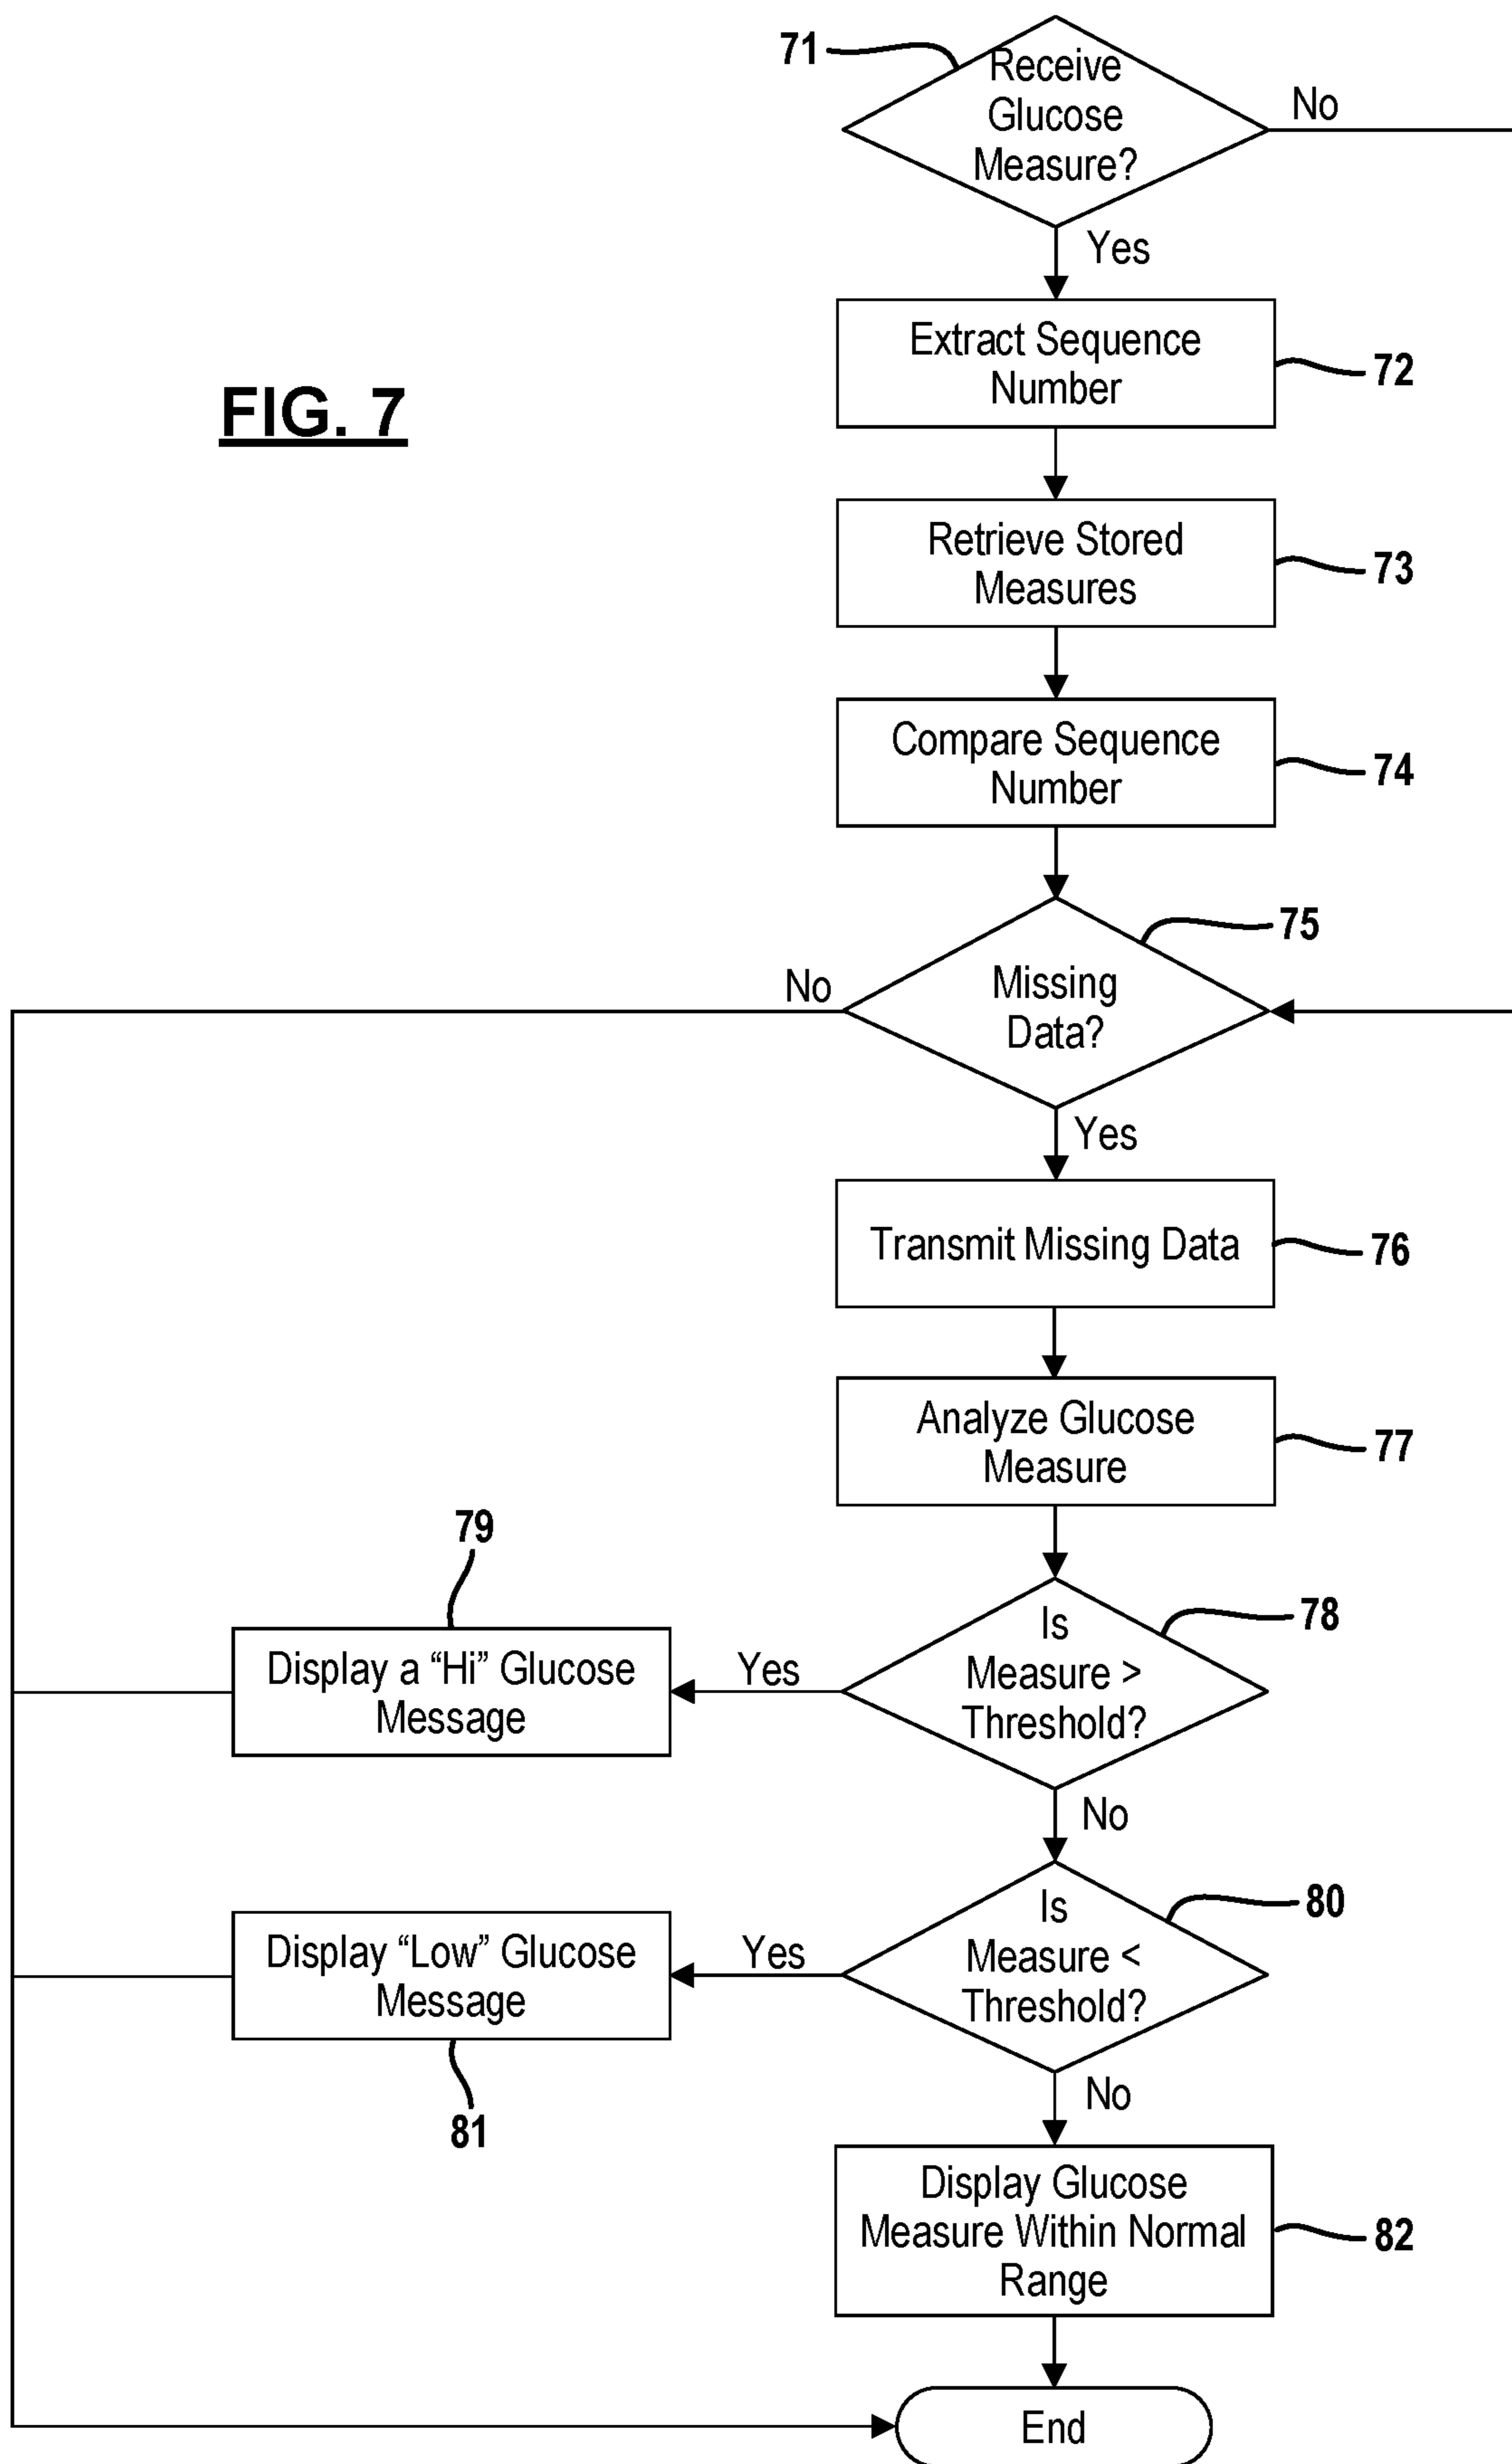 71
Receive
Glucose
Measure?
No
Yes
Extract Sequence
Number
72
FIG. 7
Retrieve Stored
Measures
73
Compare Sequence
Number
74
75
Missing
Data?
No
Yes
Transmit Missing Data
76
Analyze Glucose
Measure
77
78
Is
Measure >
Threshold?
Yes
79
Display a “Hi” Glucose
Message
No
80
Is
Measure <
Threshold?
Yes
Display “Low” Glucose
Message
81
No
Display Glucose
Measure Within Normal
Range
82
End